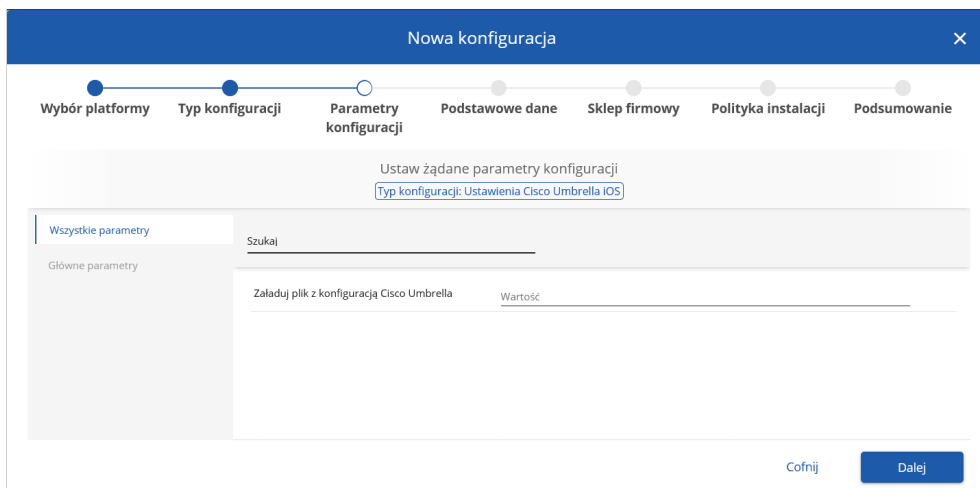 Nowa konfiguracja
Wybór platformy
Typ konfiguracji
Parametry
konfiguracji
Podstawowe dane
Sklep firmowy
Polityka instalacji
Podsumowanie
Ustaw żądane parametry konfiguracji
Typ konfiguracji: Ustawienia Cisco Umbrella iOS
Wszystkie parametry
Główne parametry
Szukaj
Załaduj plik z konfiguracją Cisco Umbrella
Wartość
Cofnij
Dalej